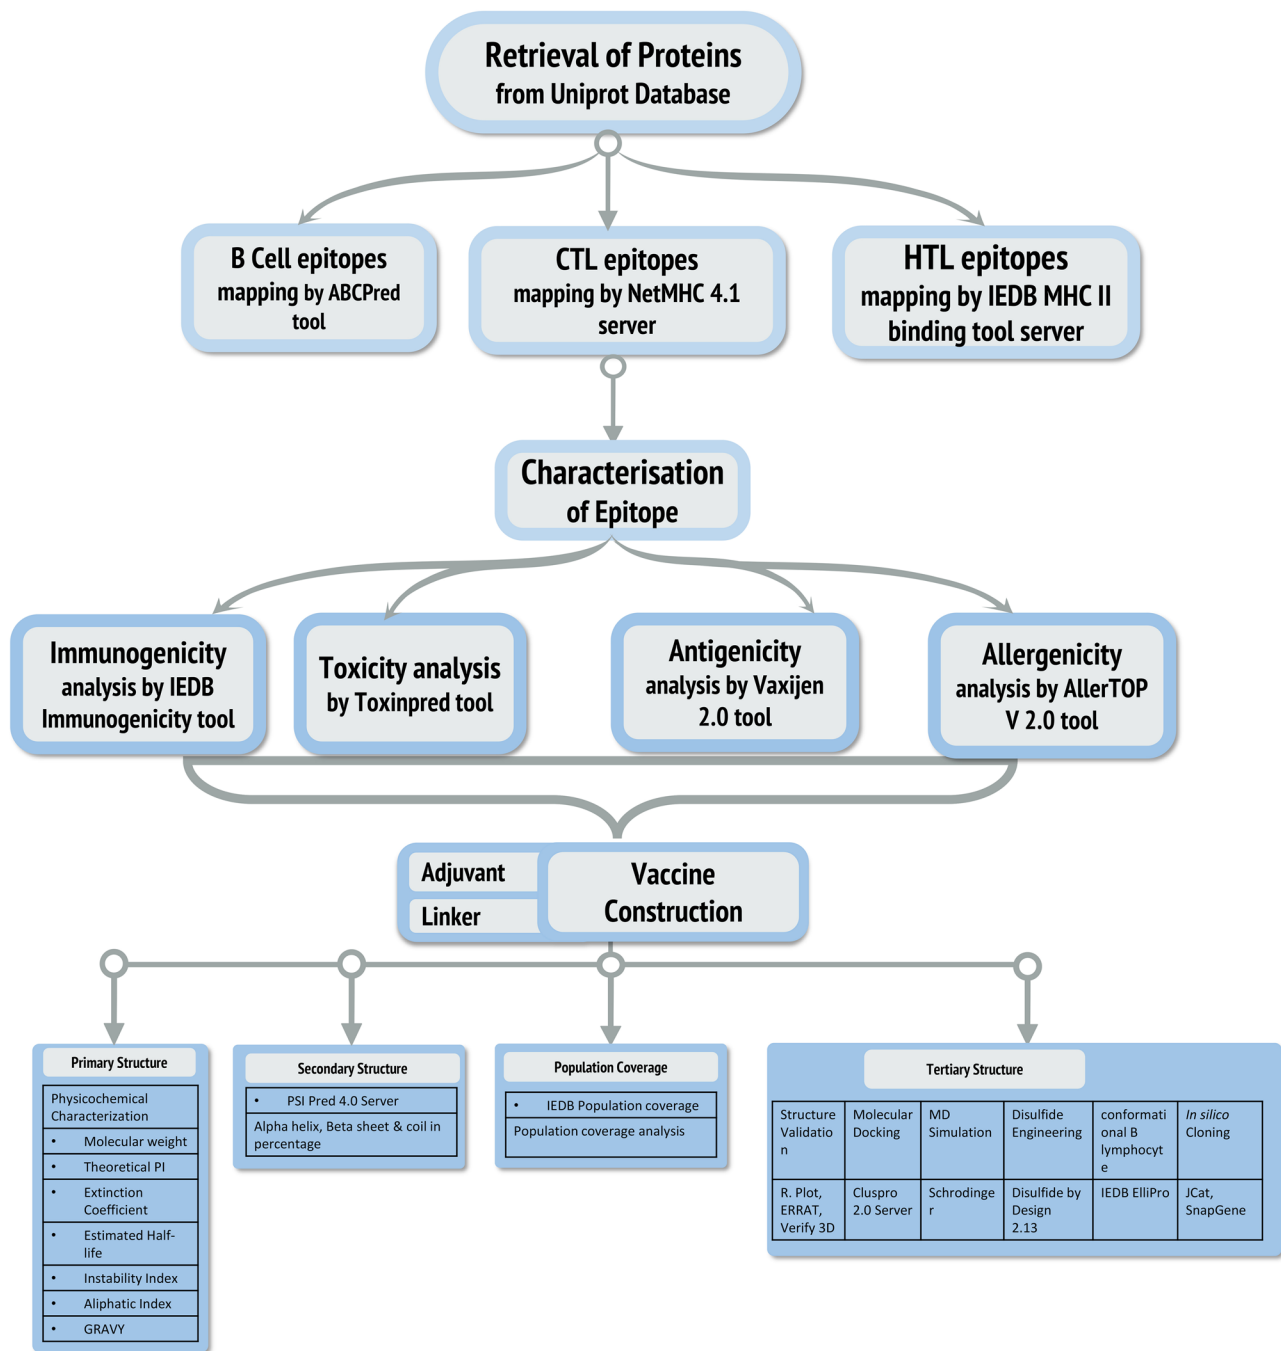 Retrieval of Proteins
from Uniprot Database
B Cell epitopes
mapping by ABCPred
tool
CTL epitopes
mapping by NetMHC 4.1
server
HTL epitopes
mapping by IEDB MHC II
binding tool server
Characterisation
of Epitope
Immunogenicity
analysis by IEDB
Immunogenicity tool
Toxicity analysis
by Toxinpred tool
Antigenicity
analysis by Vaxijen
2.0 tool
Allergenicity
analysis by AllerTOP
V 2.0 tool
Adjuvant
Linker
Vaccine
Construction
Primary Structure
Physicochemical
Characterization
• Molecular weight
• Theoretical PI
• Extinction
Coefficient
• Estimated Half-
life
• Instability Index
• Aliphatic Index
• GRAVY
Secondary Structure
• PSI Pred 4.0 Server
Alpha helix, Beta sheet & coil in
percentage
Population Coverage
• IEDB Population coverage
Population coverage analysis
Tertiary Structure
Structure
Validatio
n
Molecular
Docking
MD
Simulation
Disulfide
Engineering
conformati
onal B
lymphocyt
e
In silico
Cloning
R. Plot,
ERRAT,
Verify 3D
Cluspro
2.0 Server
Schrodinge
r
Disulfide by
Design
2.13
IEDB ElliPro
JCat,
SnapGene